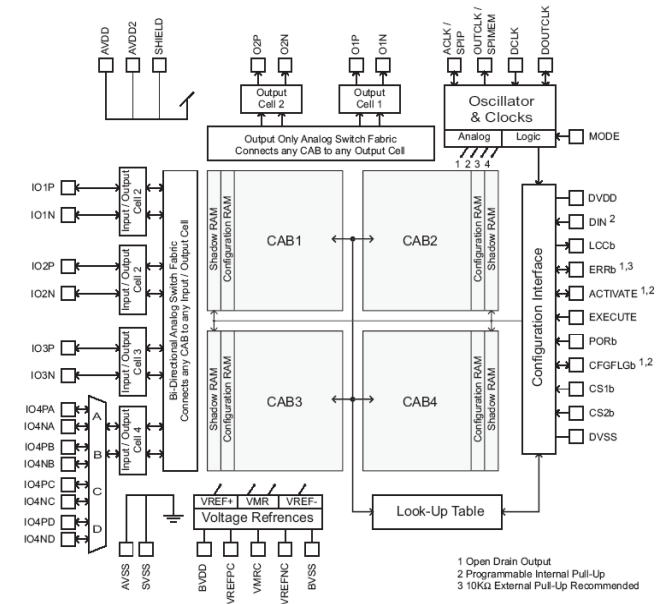 AVDD
AVDD2
SHIELD
O2P
O2N
O1P
O1N
ACLK /
SPIP
OUTCLK /
SPIMEM
DCLK
DOUTCLK
Output
Cell 2
Output
Cell 1
Oscillator
& Clocks
Analog
Logic
MODE
Output Only Analog Switch Fabric
Connects any CAB to any Output Cell
1 2 3 4
IO1P
IO1N
Input / Output
Cell 2
IO2P
IO2N
Input / Output
Cell 2
IO3P
IO3N
Input / Output
Cell 3
IO4PA
IO4NA
IO4PB
IO4NB
IO4PC
IO4NC
IO4PD
IO4ND
A
B
C
D
Input / Output
Cell 4
Bi-Directional Analog Switch Fabric
Connects any CAB to any Input / Output Cell
Shadow RAM
Configuration RAM
CAB1
CAB2
Configuration RAM
Shadow RAM
Shadow RAM
Configuration RAM
CAB3
CAB4
Configuration RAM
Shadow RAM
Configuration Interface
DVDD
DIN 2
LCCb
ERRb 1,3
ACTIVATE 1,2
EXECUTE
PORb
CFGFLGb 1,2
CS1b
CS2b
DVSS
VREF+
VMR
VREF-
Voltage Refrences
Look-Up Table
AVSS
SVSS
BVDD
VREFPC
VMRC
VREFNC
BVSS
1 Open Drain Output
2 Programmable Internal Pull-Up
3 10KΩ External Pull-Up Recommended